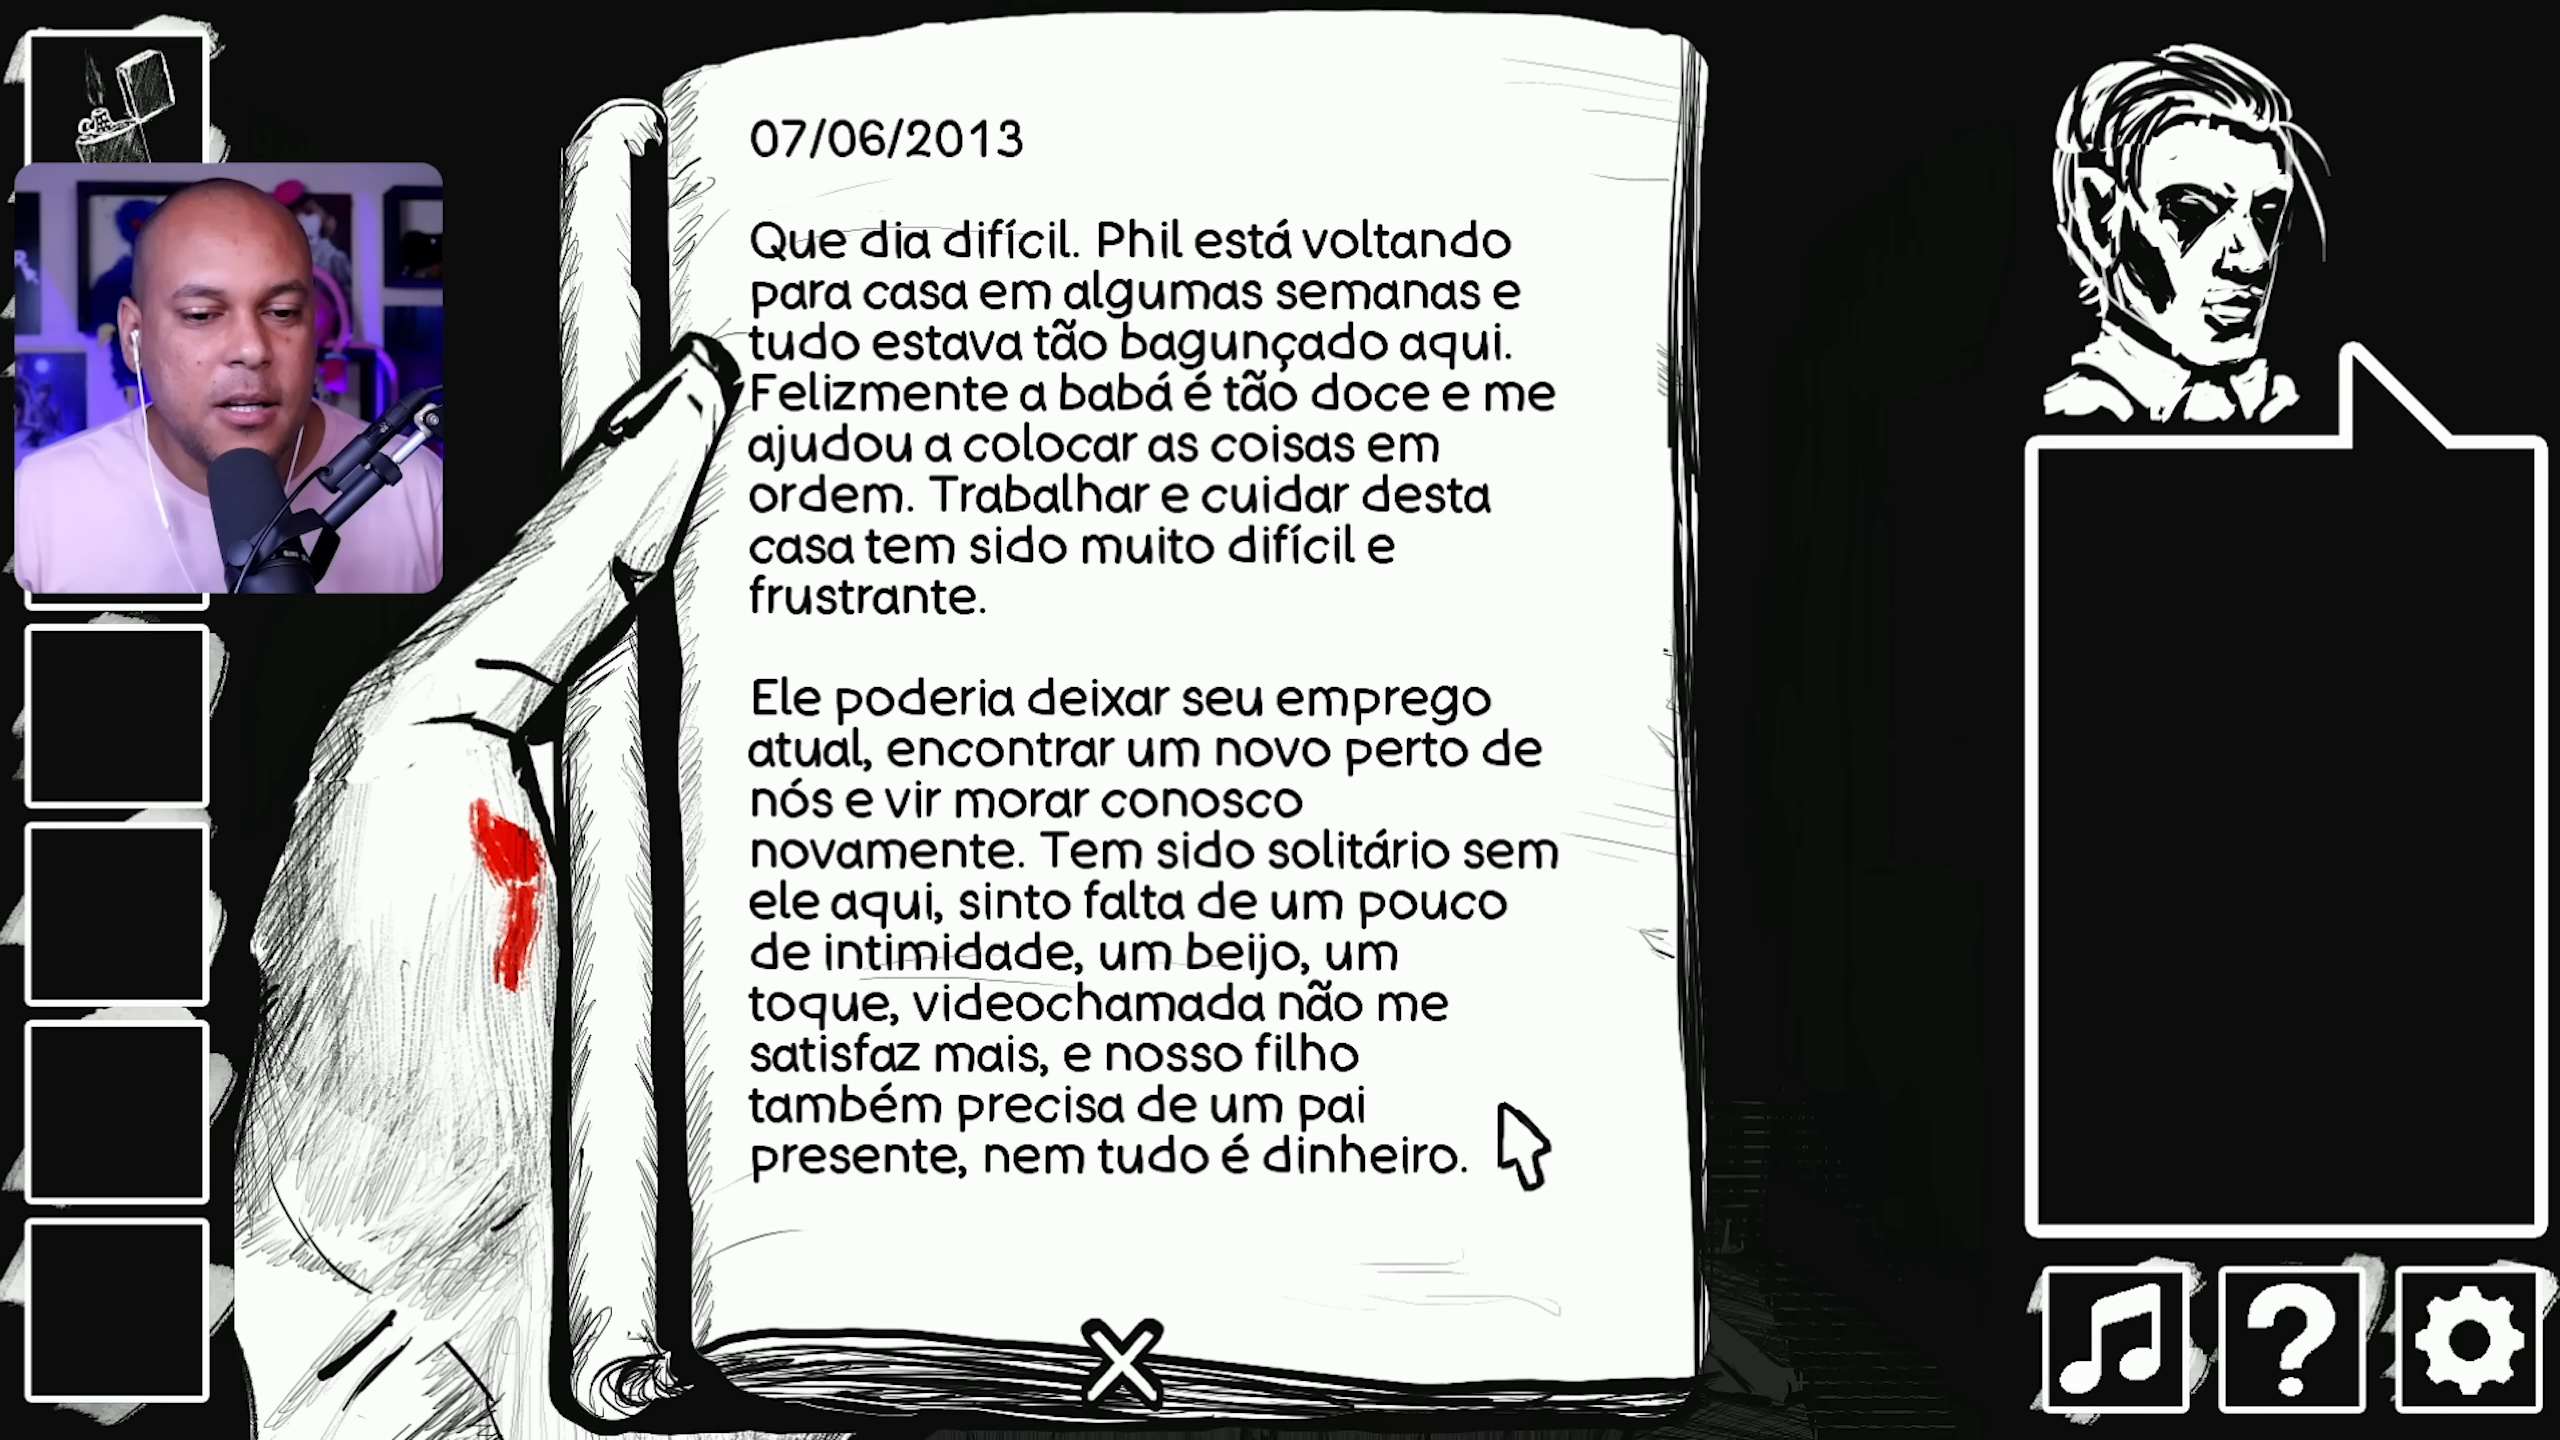 07/06/2013
Que dia difícil. Phil está voltando
para casa em algumas semanas e
tudo estava tão bagunçado aqui.
Felizmente a babá é tão doce e me
ajudou a colocar as coisas em
ordem. Trabalhar e cuidar desta
casa tem sido muito difícil e
frustrante.
Ele poderia deixar seu emprego
atual, encontrar um novo perto de
nós e vir morar conosco
novamente. Tem sido solitário sem
ele aqui, sinto falta de um pouco
de intimidade, um beijo, um
toque, videochamada não me
satisfaz mais, e nosso filho
também precisa de um pai
presente, nem tudo é dinheiro.